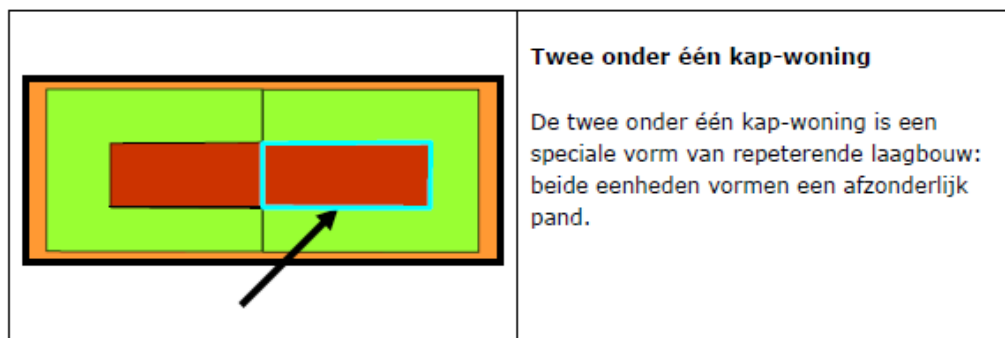 Twee onder één kap-woning
De twee onder één kap-woning is een
speciale vorm van repeterende laagbouw:
beide eenheden vormen een afzonderlijk
pand.